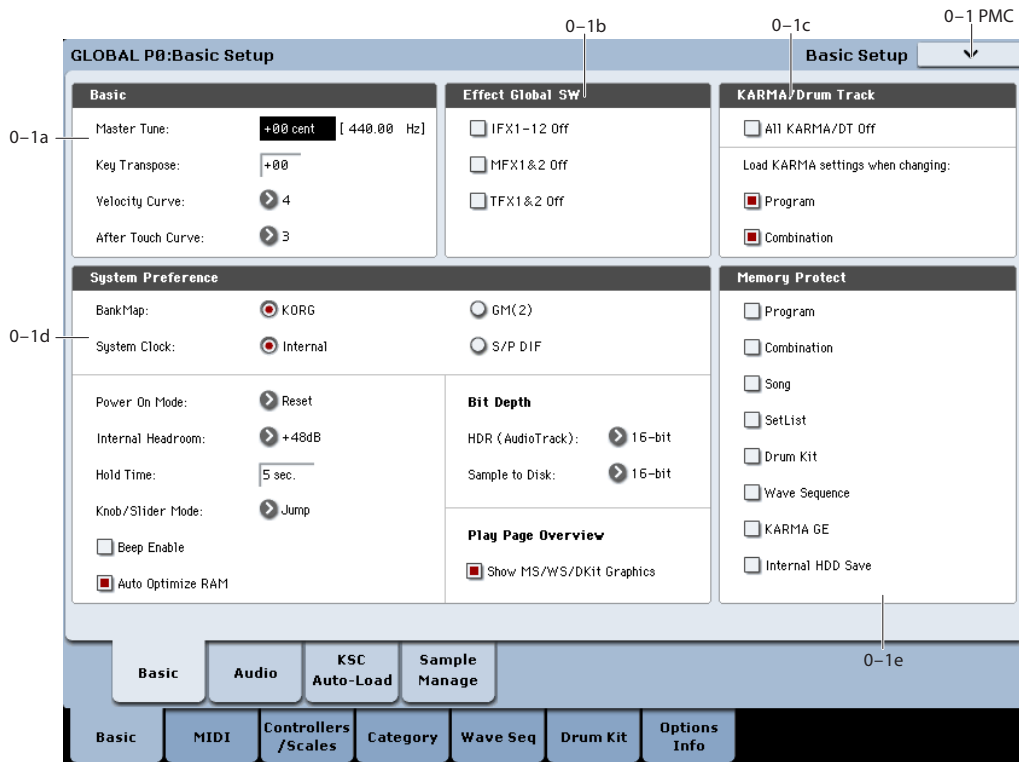 0–1b
0–1c
0–1 PMC
GLOBAL P0:Basic Setup
Basic Setup
0–1a
Basic
Master Tune:
+00 cent
[ 440.00 Hz]
Key Transpose:
+00
Velocity Curve:
4
After Touch Curve:
3
Effect Global SW
IFX1-12 Off
MFX1&2 Off
TFX1&2 Off
KARMA/Drum Track
All KARMA/DT Off
Load KARMA settings when changing:
Program
Combination
0–1d
System Preference
BankMap:
KORG
GM(2)
System Clock:
Internal
S/P DIF
Power On Mode:
Reset
Internal Headroom:
+48dB
Hold Time:
5 sec.
Knob/Slider Mode:
Jump
Beep Enable
Auto Optimize RAM
Bit Depth
HDR (AudioTrack):
16-bit
Sample to Disk:
16-bit
Play Page Overview
Show MS/WS/DKit Graphics
Memory Protect
Program
Combination
Song
SetList
Drum Kit
Wave Sequence
KARMA GE
Internal HDD Save
0–1e
Basic
Audio
KSC
Auto-Load
Sample
Manage
Basic
MIDI
Controllers
/Scales
Category
Wave Seq
Drum Kit
Options
Info